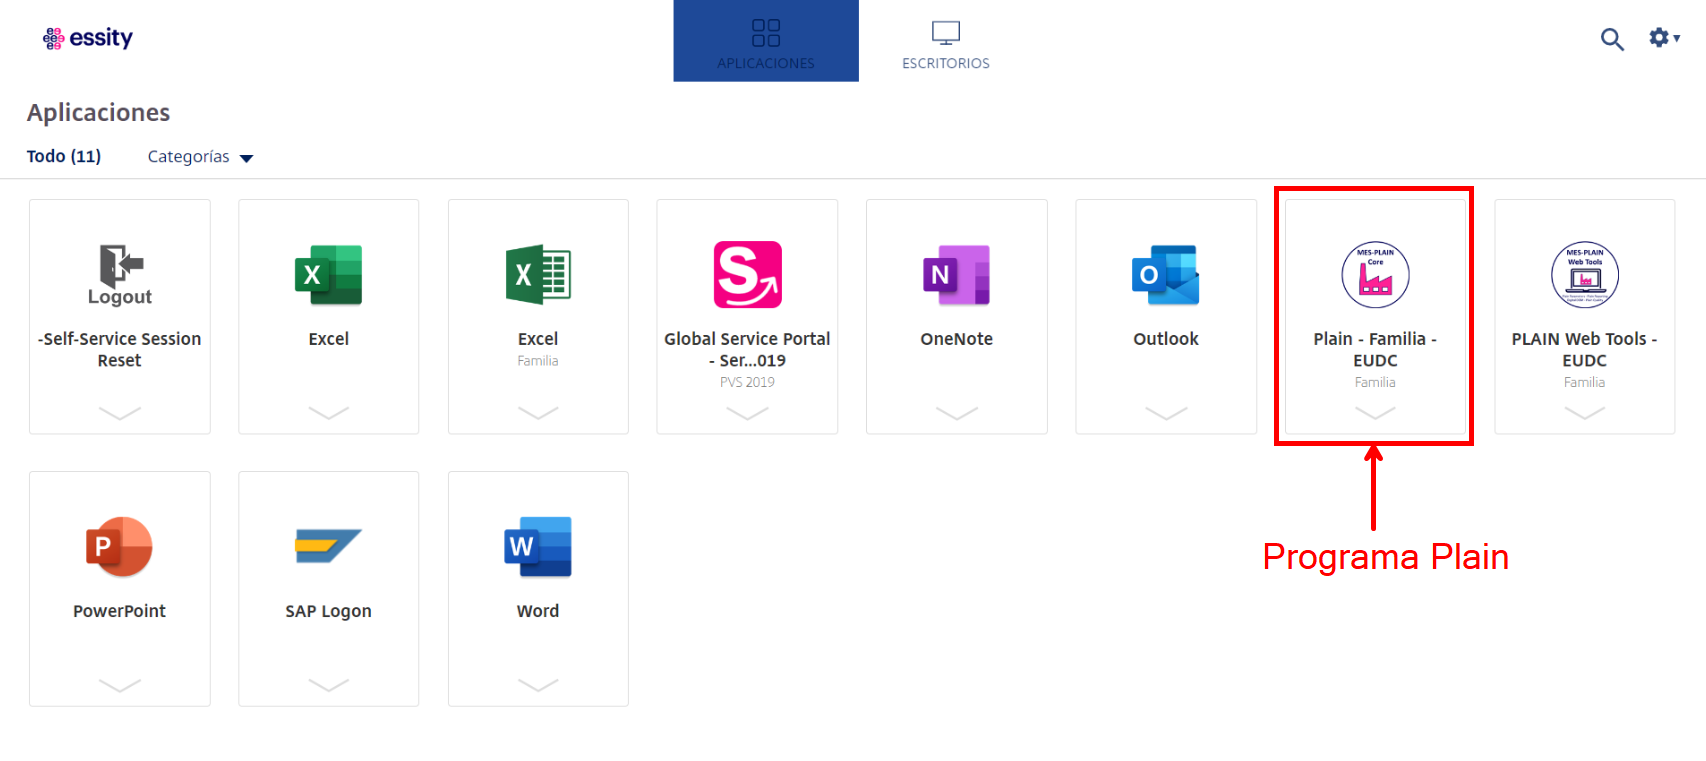 essity
APLICACIONES
ESCRITORIOS
Aplicaciones
Todo (11)
Categorías
Logout
-Self-Service Session
Reset
X
Excel
X
Excel
Familia
S
Global Service Portal
- Ser...019
PVS 2019
N
OneNote
O
Outlook
MES-PLAIN
Core
Plain - Familia -
EUDC
Familia
MES-PLAIN
Web Tools
PLAIN Web Tools -
EUDC
Familia
P
PowerPoint
SAP Logon
W
Word
Programa Plain